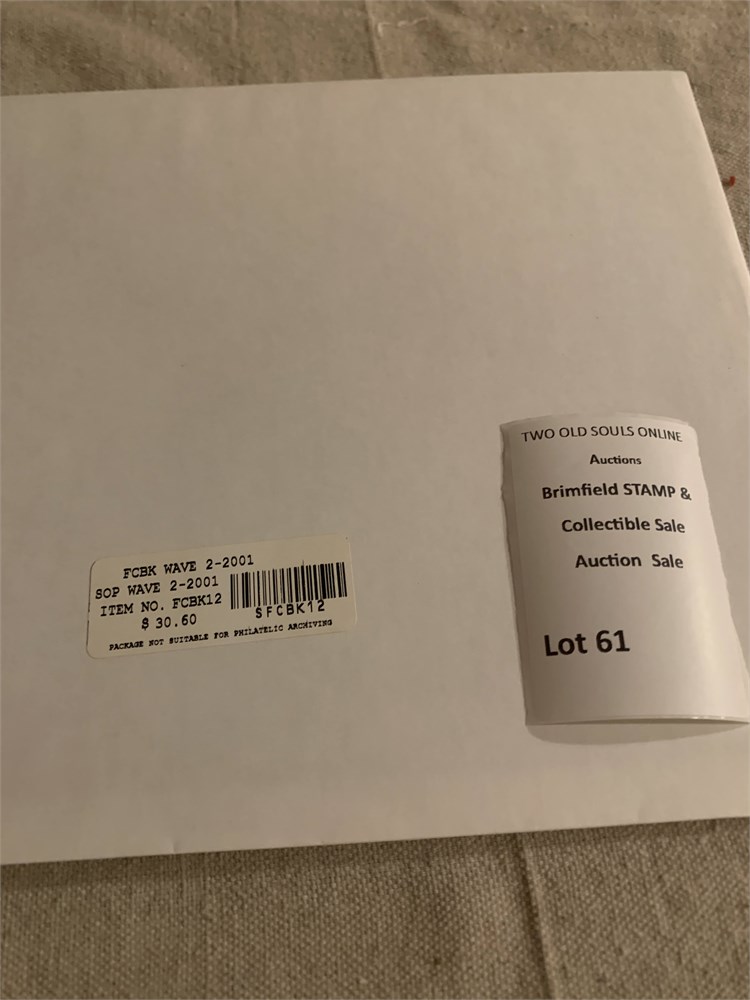 TWO OLD SOULS ONLINE
Auctions
Brimfield STAMP &
Collectible Sale
Auction Sale
Lot 61
FCBK WAVE 2-2001
SOP WAVE 2-2001
ITEM NO. FCBK12
$ 30.60
SFCBK12
PACKAGE NOT SUITABLE FOR PHILATELIC ARCHIVING